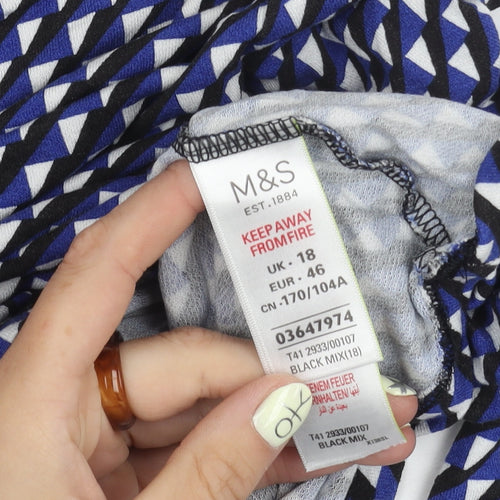 M&S
EST. 1884
KEEP AWAY
FROM FIRE
UK - 18
EUR - 46
CN - 170/104A
03647974
T41 2933/00107
BLACK MIX(18)
FEUER
T41 2933/00107
BLACK MIX